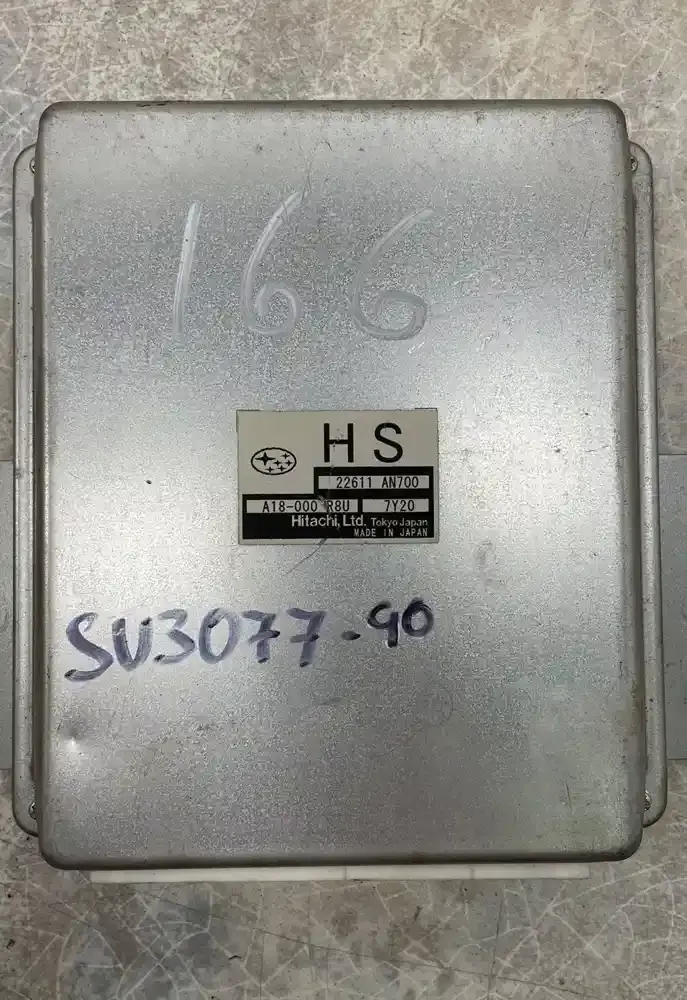 166
HS
22611 AN700
A18-000 R8U 7Y20
Hitachi, Ltd. Tokyo Japan
MADE IN JAPAN
SU3077-90